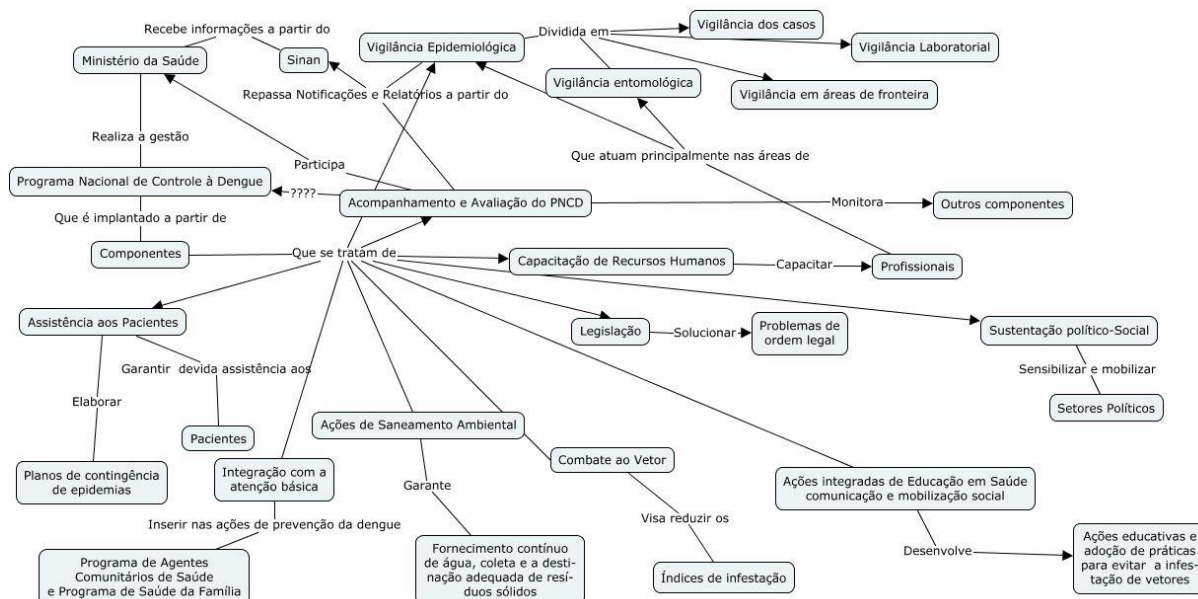 Recebe informações a partir do
Ministério da Saúde
Sinan
Vigilância Epidemiológica
Dividida em
Vigilância dos casos
Vigilância Laboratorial
Vigilância entomológica
Vigilância em áreas de fronteira
Repassa Notificações e Relatórios a partir do
Realiza a gestão
Que atuam principalmente nas áreas de
Participa
Programa Nacional de Controle à Dengue
????
Acompanhamento e Avaliação do PNCD
Monitora
Outros componentes
Que é implantado a partir de
Componentes
Que se tratam de
Capacitação de Recursos Humanos
Capacitar
Profissionais
Assistência aos Pacientes
Legislação
Solucionar
Problemas de
ordem legal
Sustentação político-Social
Garantir devida assistência aos
Sensibilizar e mobilizar
Elaborar
Setores Políticos
Pacientes
Ações de Saneamento Ambiental
Planos de contingência
de epidemias
Integração com a
atenção básica
Combate ao Vetor
Ações integradas de Educação em Saúde
comunicação e mobilização social
Garante
Inserir nas ações de prevenção da dengue
Visa reduzir os
Desenvolve
Programa de Agentes
Comunitários de Saúde
e Programa de Saúde da Família
Fornecimento contínuo
de água, coleta e a desti-
nação adequada de resí-
duos sólidos
Índices de infestação
Ações educativas e
adoção de práticas
para evitar a infes-
tação de vetores